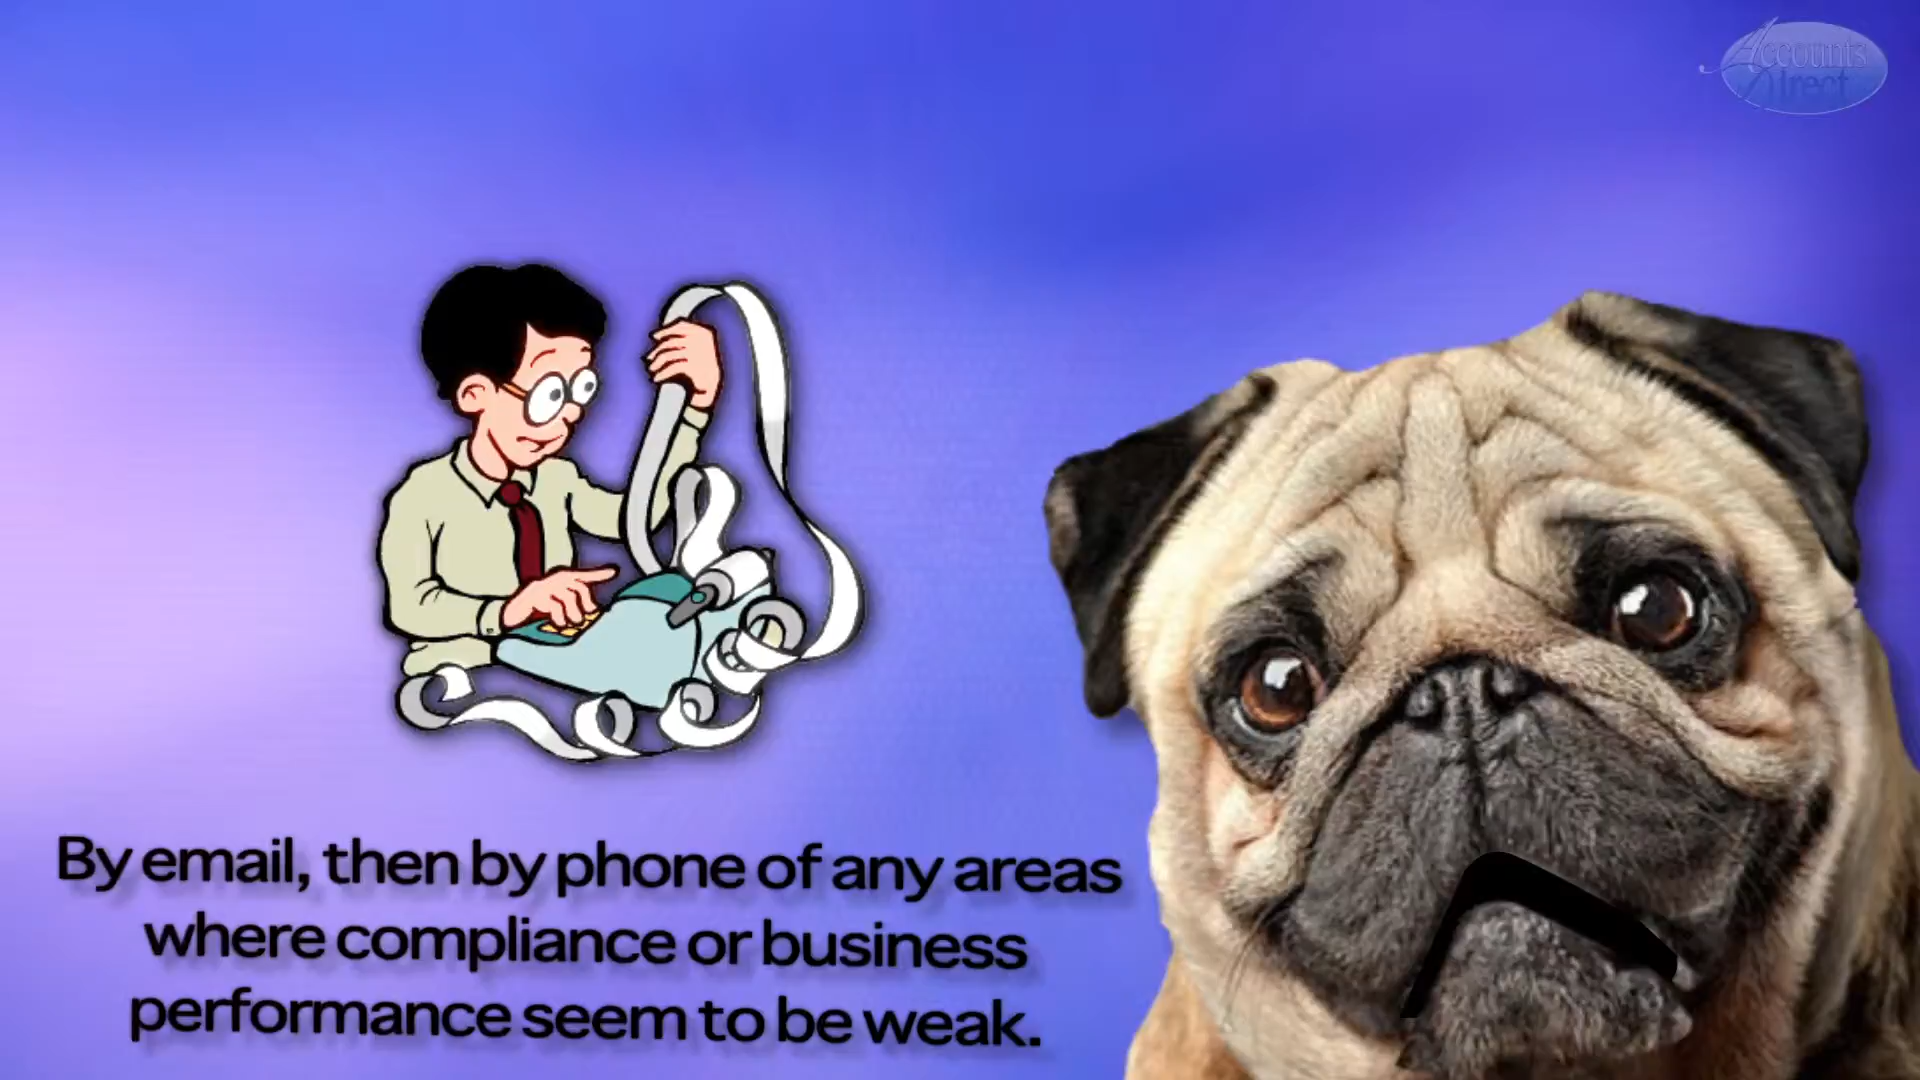 Accounts
Direct
By email, then by phone of any areas
where compliance or business
performance seem to be weak.